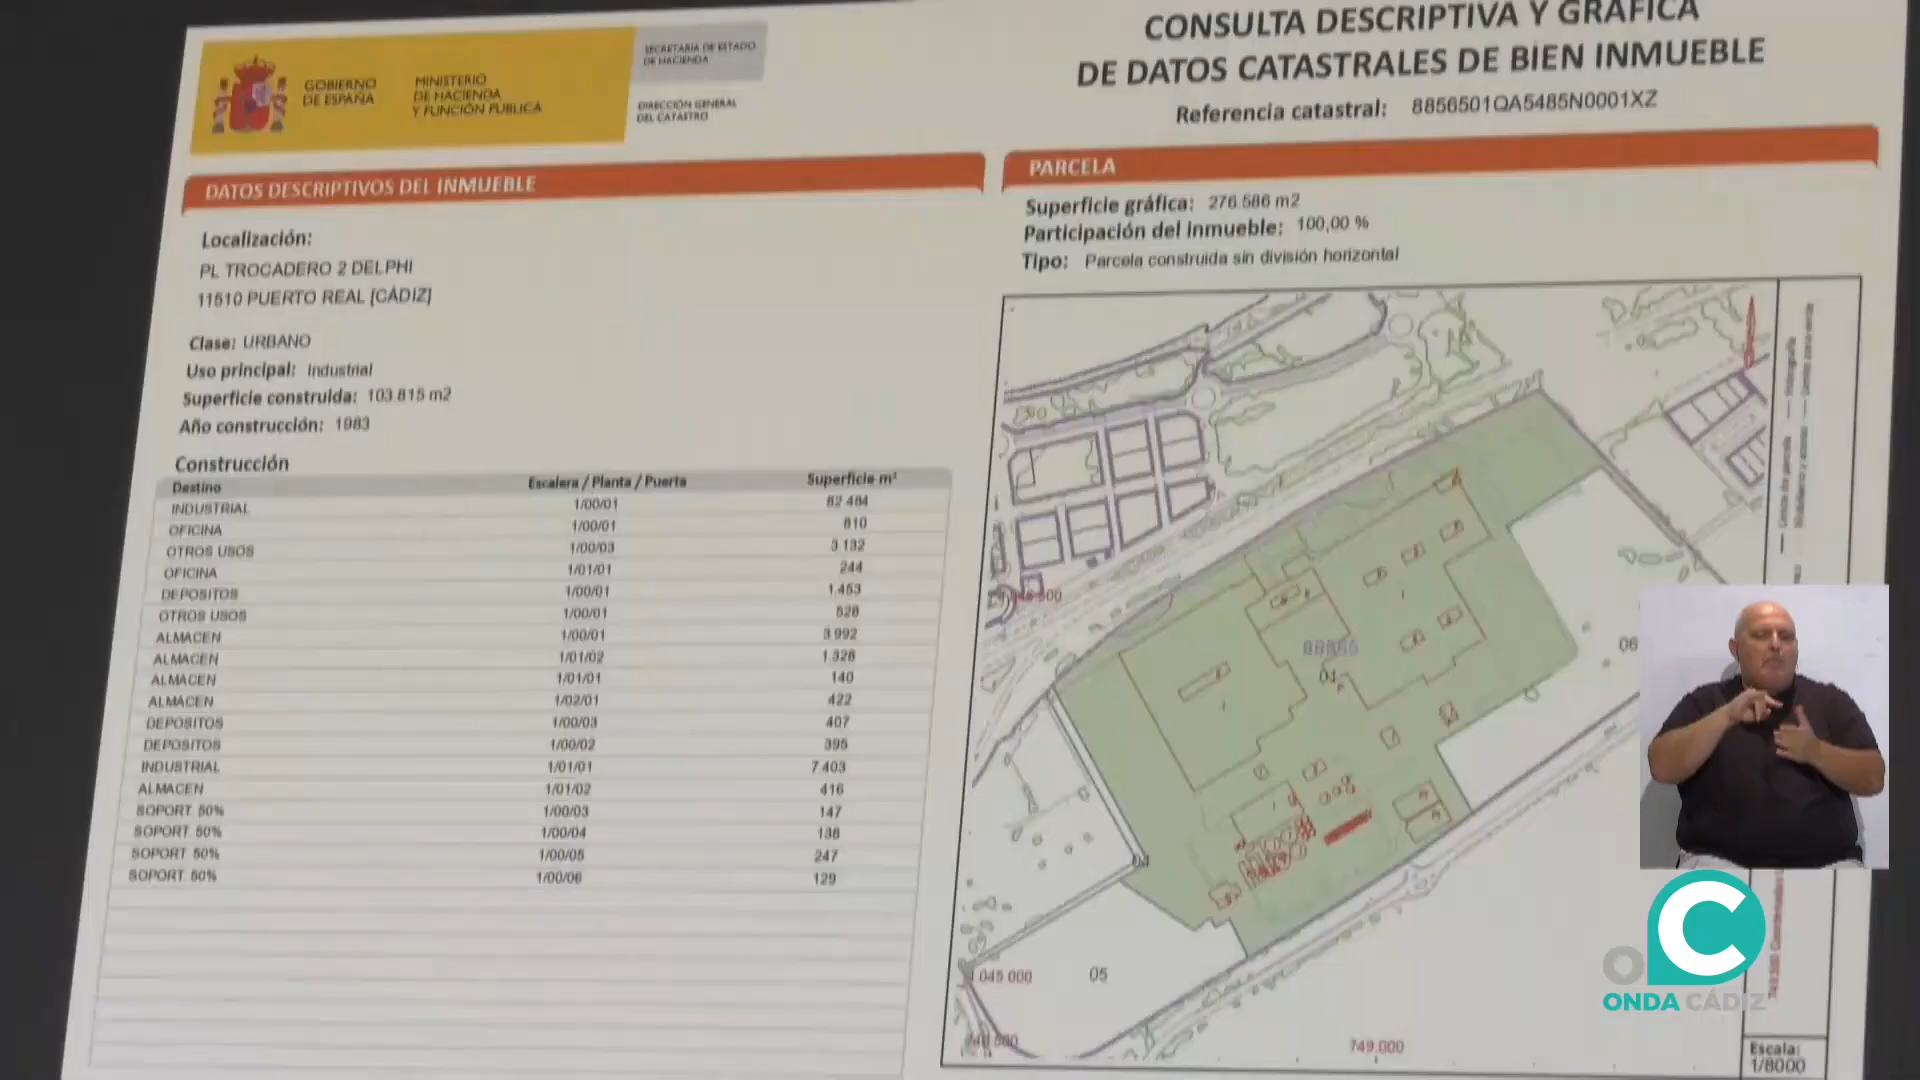 GOBIERNO
DE ESPAÑA
MINISTERIO
DE HACIENDA
Y FUNCIÓN PÚBLICA
SECRETARÍA DE ESTADO
DE HACIENDA
DIRECCIÓN GENERAL
DEL CATASTRO
CONSULTA DESCRIPTIVA Y GRÁFICA
DE DATOS CATASTRALES DE BIEN INMUEBLE
Referencia catastral: 8856501QA5485N0001XZ
DATOS DESCRIPTIVOS DEL INMUEBLE
Localización:
PL TROCADERO 2 DELPHI
11510 PUERTO REAL [CÁDIZ]
Clase: URBANO
Uso principal: Industrial
Superficie construida: 103.815 m2
Año construcción: 1983
Construcción
Destino Escalera / Planta / Puerta Superficie m²
INDUSTRIAL 1/00/01 82.484
OFICINA 1/00/01 810
OTROS USOS 1/00/03 3.132
OFICINA 1/01/01 244
DEPOSITOS 1/00/01 1.453
OTROS USOS 1/00/01 528
ALMACEN 1/00/01 3.992
ALMACEN 1/01/02 1.328
ALMACEN 1/01/01 140
ALMACEN 1/02/01 422
DEPOSITOS 1/00/03 407
DEPOSITOS 1/00/02 395
INDUSTRIAL 1/01/01 7.403
ALMACEN 1/01/02 416
SOPORT. 50% 1/00/03 147
SOPORT. 50% 1/00/04 138
SOPORT. 50% 1/00/05 247
SOPORT. 50% 1/00/06 129
PARCELA
Superficie gráfica: 276.586 m2
Participación del inmueble: 100,00 %
Tipo: Parcela construida sin división horizontal
06
04
045.000
05
749.000
Escala:
1/8000
ONDA CÁDIZ